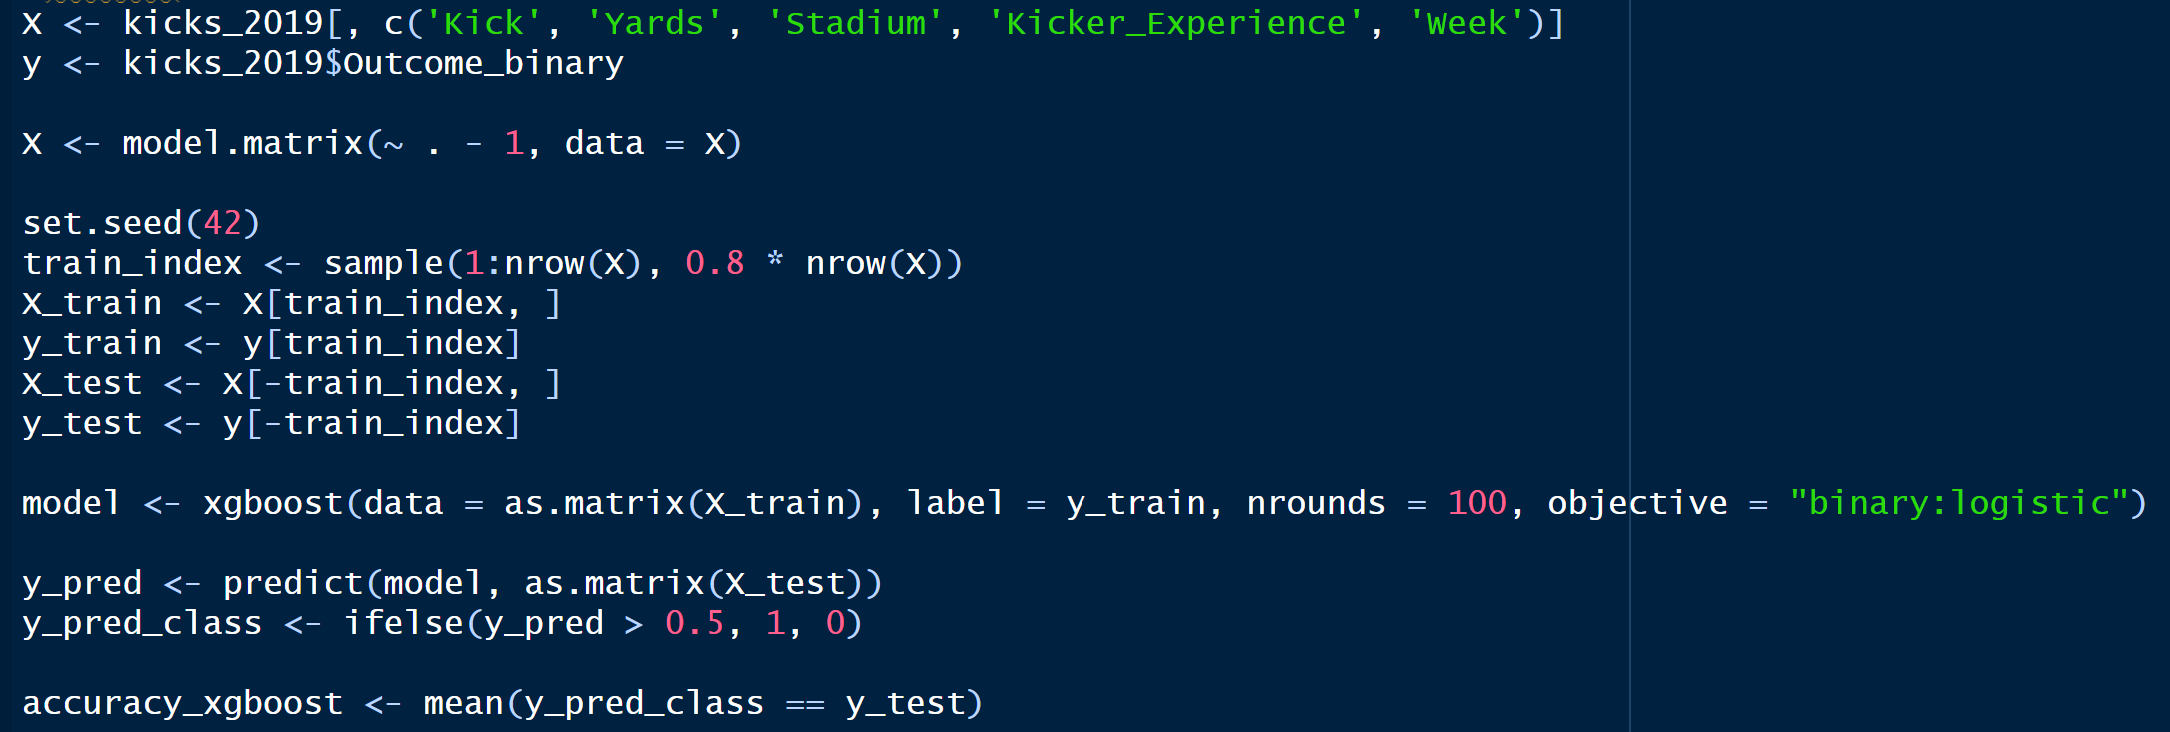 X <- kicks_2019[, c('Kick', 'Yards', 'Stadium', 'Kicker_Experience', 'Week')]
y <- kicks_2019$Outcome_binary
X <- model.matrix(~ . - 1, data = X)
set.seed(42)
train_index <- sample(1:nrow(X), 0.8 * nrow(X))
X_train <- X[train_index, ]
y_train <- y[train_index]
X_test <- X[-train_index, ]
y_test <- y[-train_index]
model <- xgboost(data = as.matrix(X_train), label = y_train, nrounds = 100, objective = "binary:logistic")
y_pred <- predict(model, as.matrix(X_test))
y_pred_class <- ifelse(y_pred > 0.5, 1, 0)
accuracy_xgboost <- mean(y_pred_class == y_test)